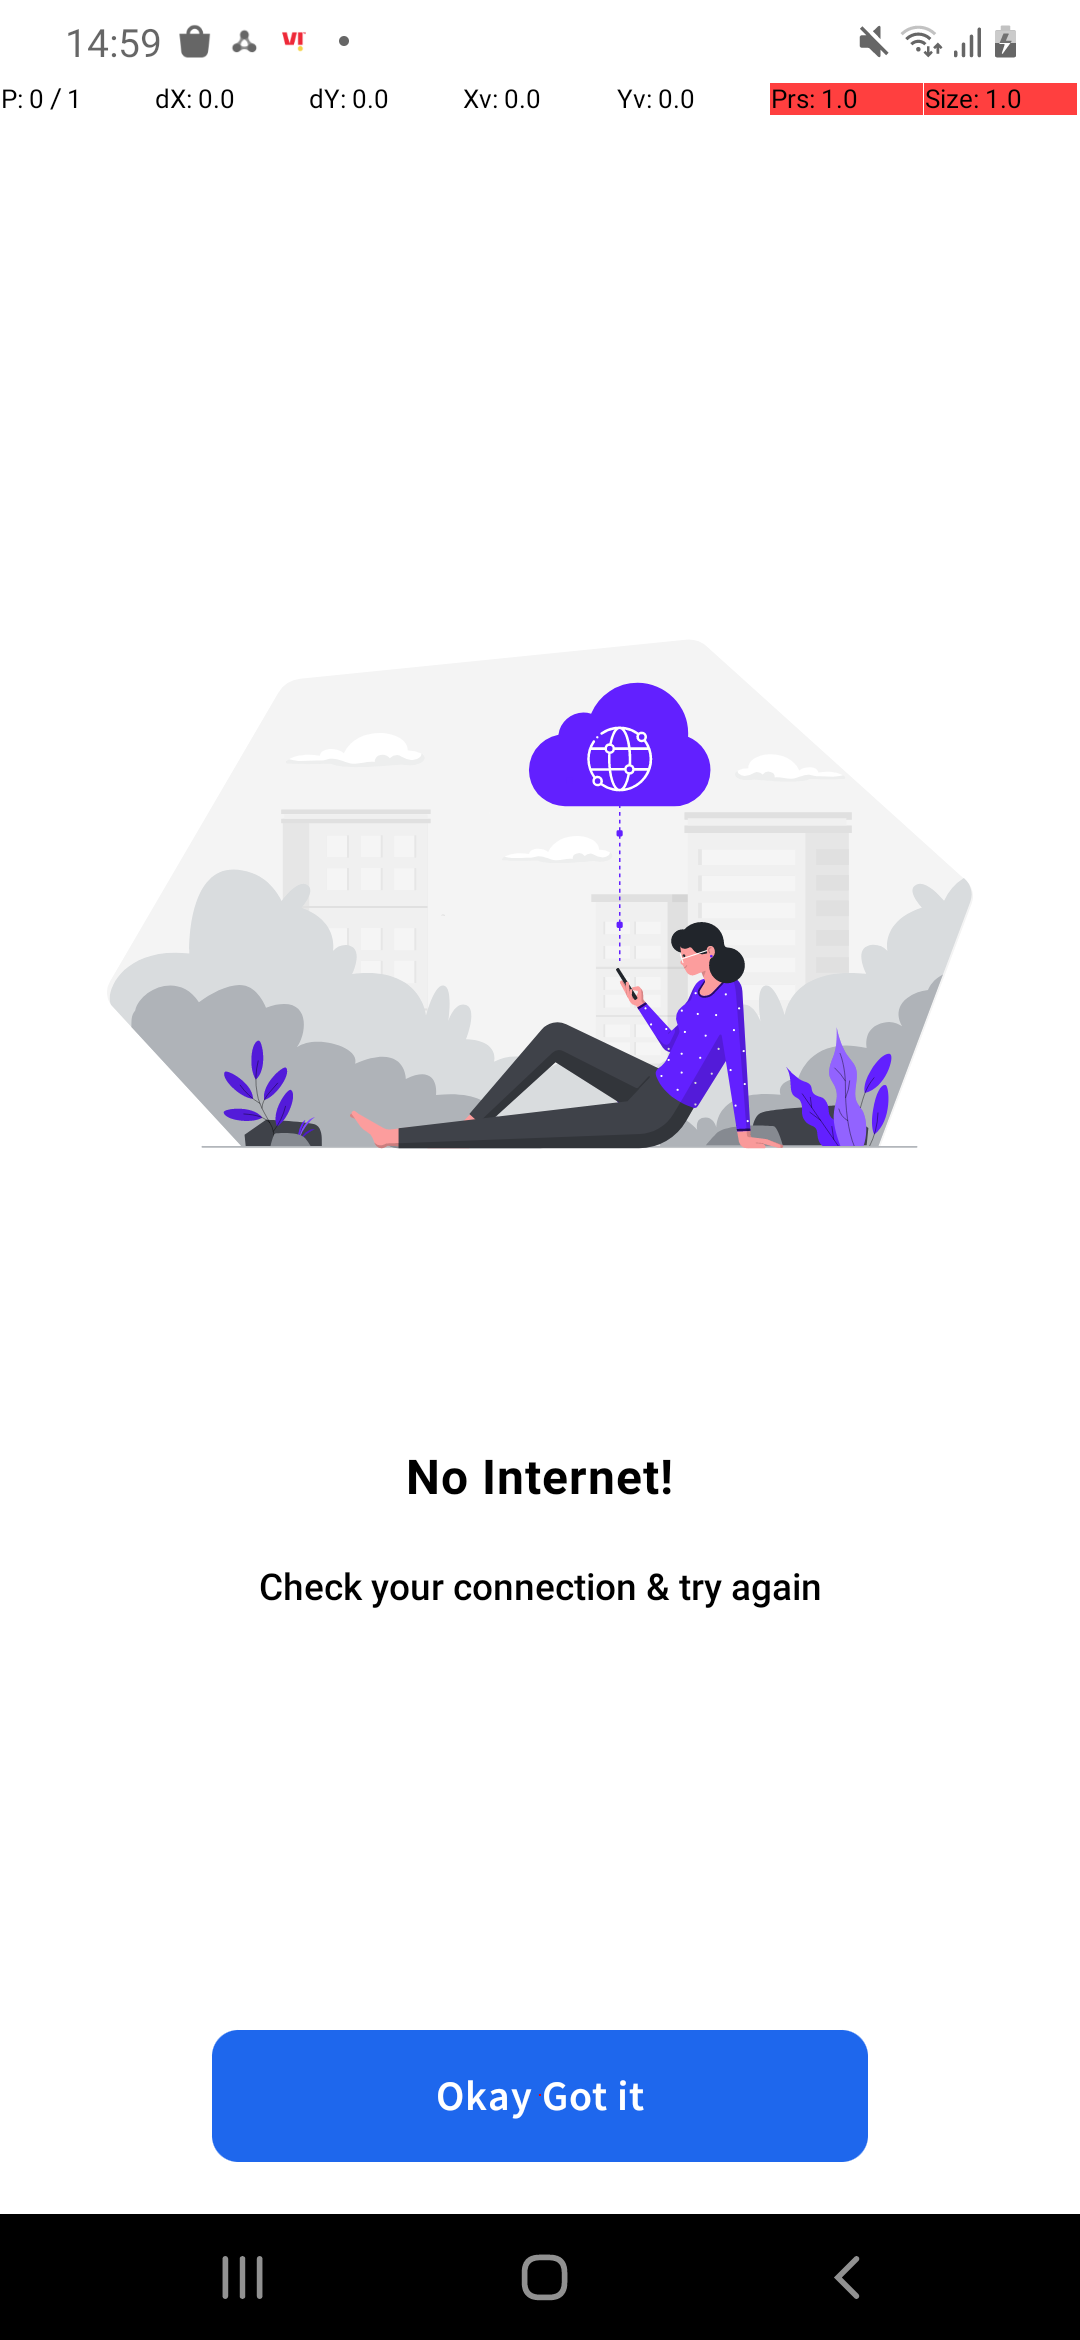 14:59 VI
P: 0 / 1 dX: 0.0 dY: 0.0 Xv: 0.0 Yv: 0.0 Prs: 1.0 Size: 1.0
No Internet!
Check your connection & try again
Okay Got it